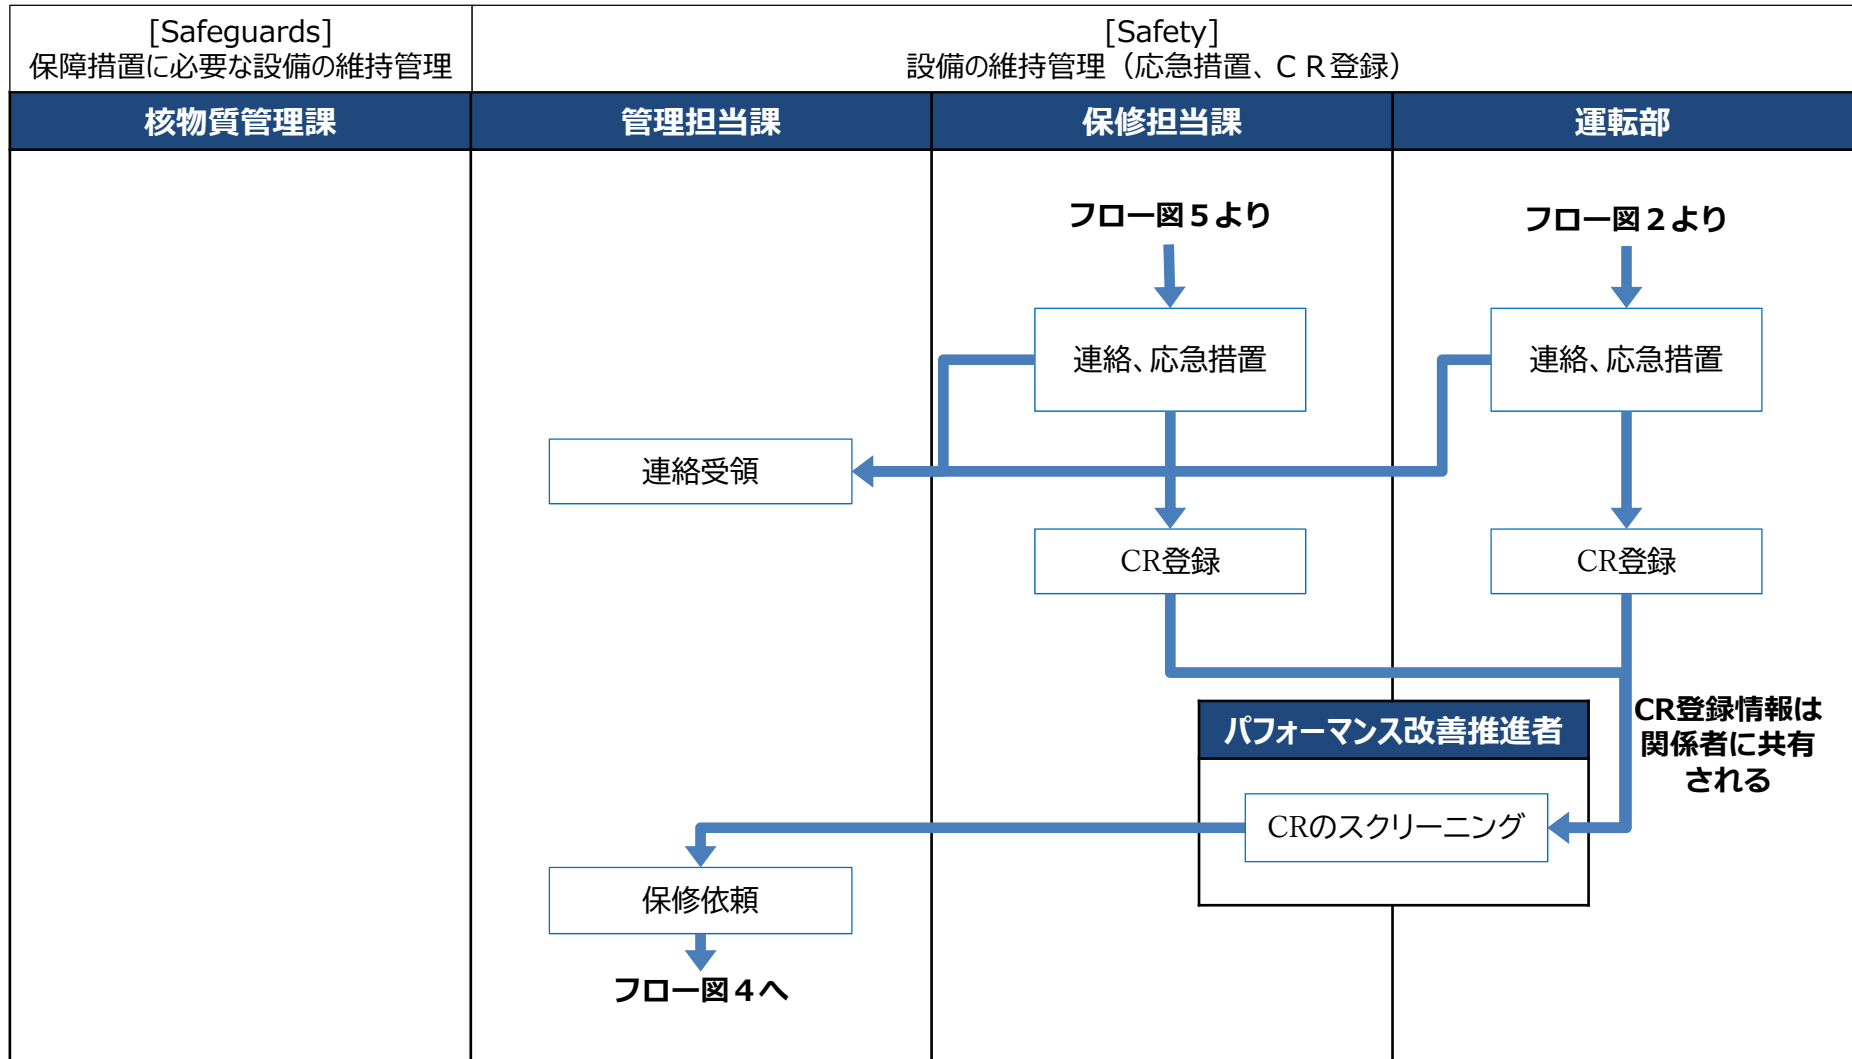 [Safeguards]
保障措置に必要な設備の維持管理
[Safety]
設備の維持管理（応急措置、ＣＲ登録）
核物質管理課
管理担当課
保修担当課
運転部
フロー図５より
フロー図２より
連絡、応急措置
連絡、応急措置
連絡受領
CR登録
CR登録
CR登録情報は
関係者に共有
される
パフォーマンス改善推進者
CRのスクリーニング
保修依頼
フロー図４へ